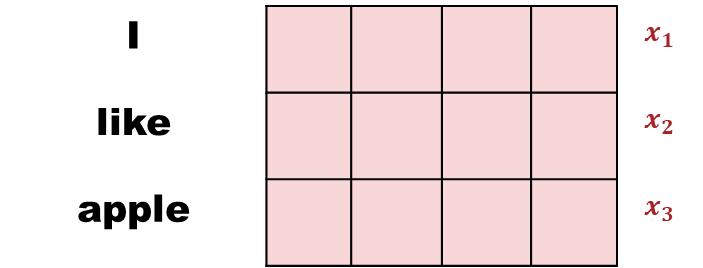 I x₁
like x₂
apple x₃